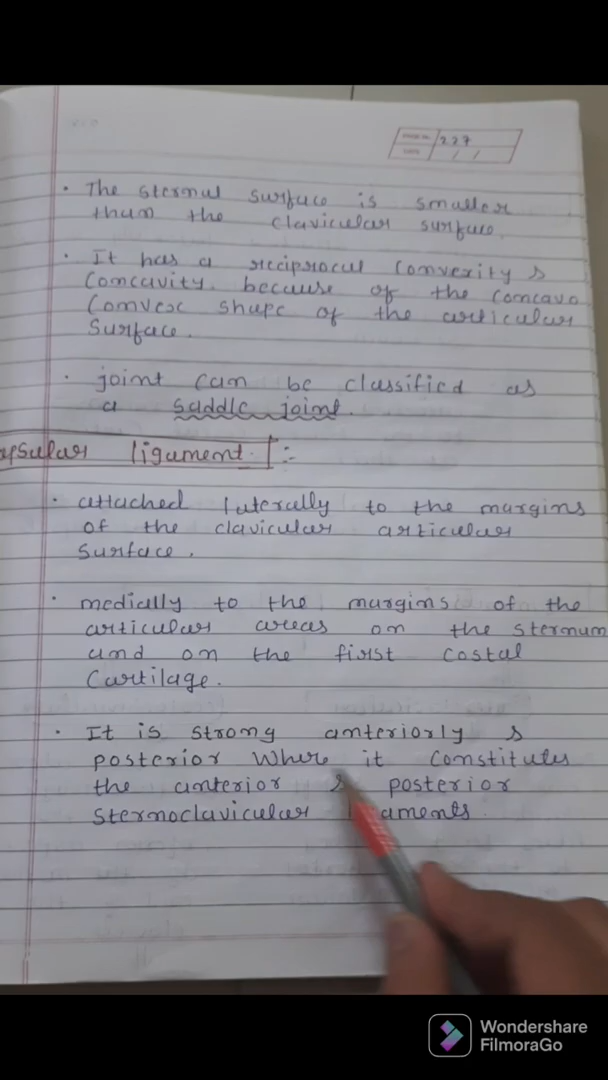 227
• The sternal surface is smaller
than the clavicular surface.
• It has a reciprocal convexity &
concavity. because of the concavo
convex shape of the articular
surface.
• joint can be classified as
a saddle joint.
apsular ligament :-
• attached laterally to the margins
of the clavicular articular
surface.
• medially to the margins of the
articular areas on the sternum
and on the first costal
cartilage.
• It is strong anteriorly &
posterior where it constitutes
the anterior & posterior
sternoclavicular ligaments.
Wondershare
FilmoraGo